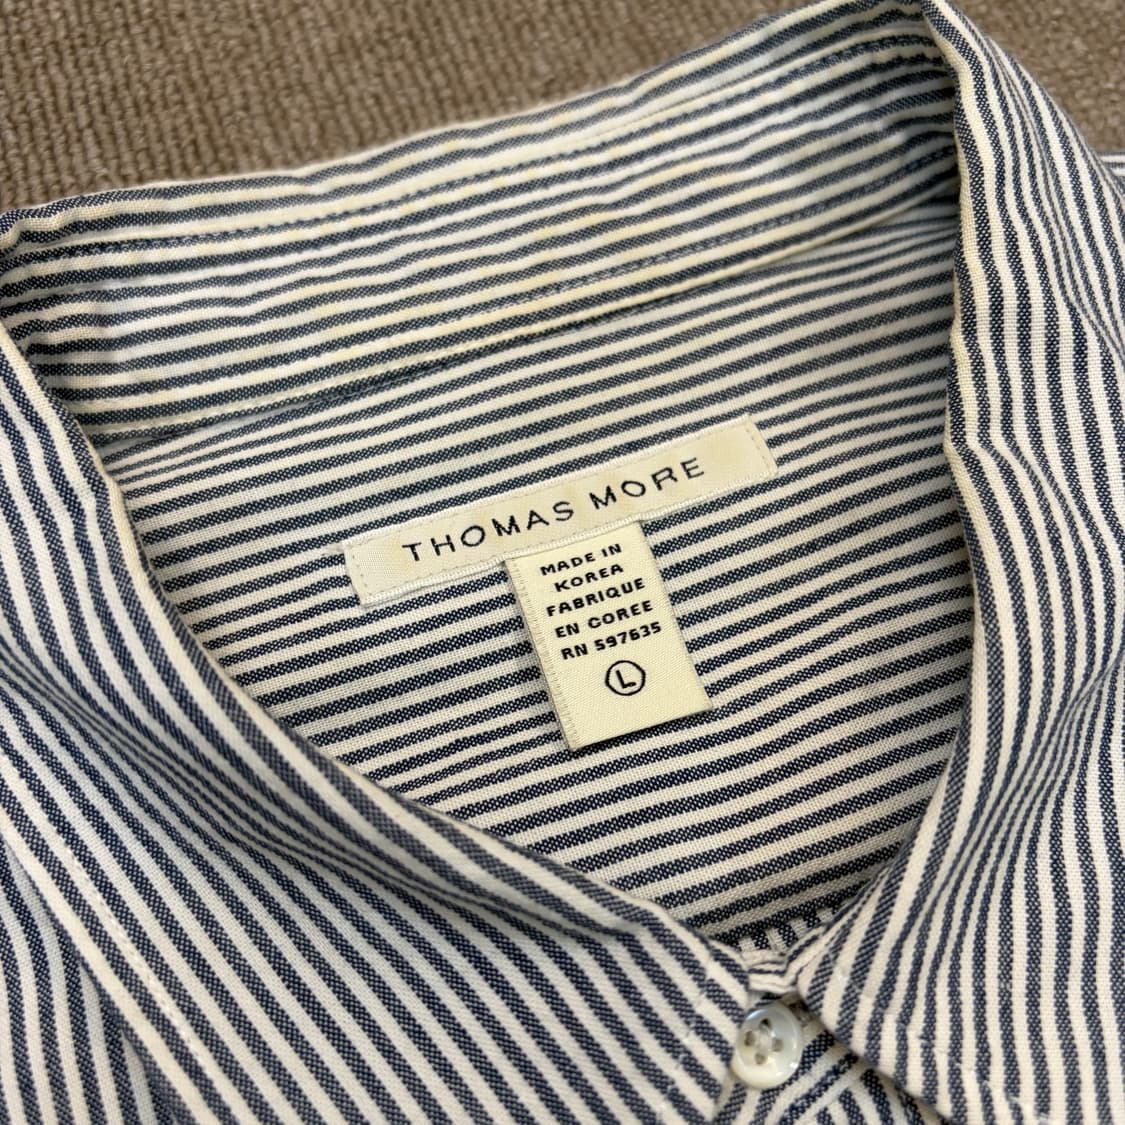 THOMAS MORE
MADE IN
KOREA
FABRIQUE
EN COREE
RN 597635
L